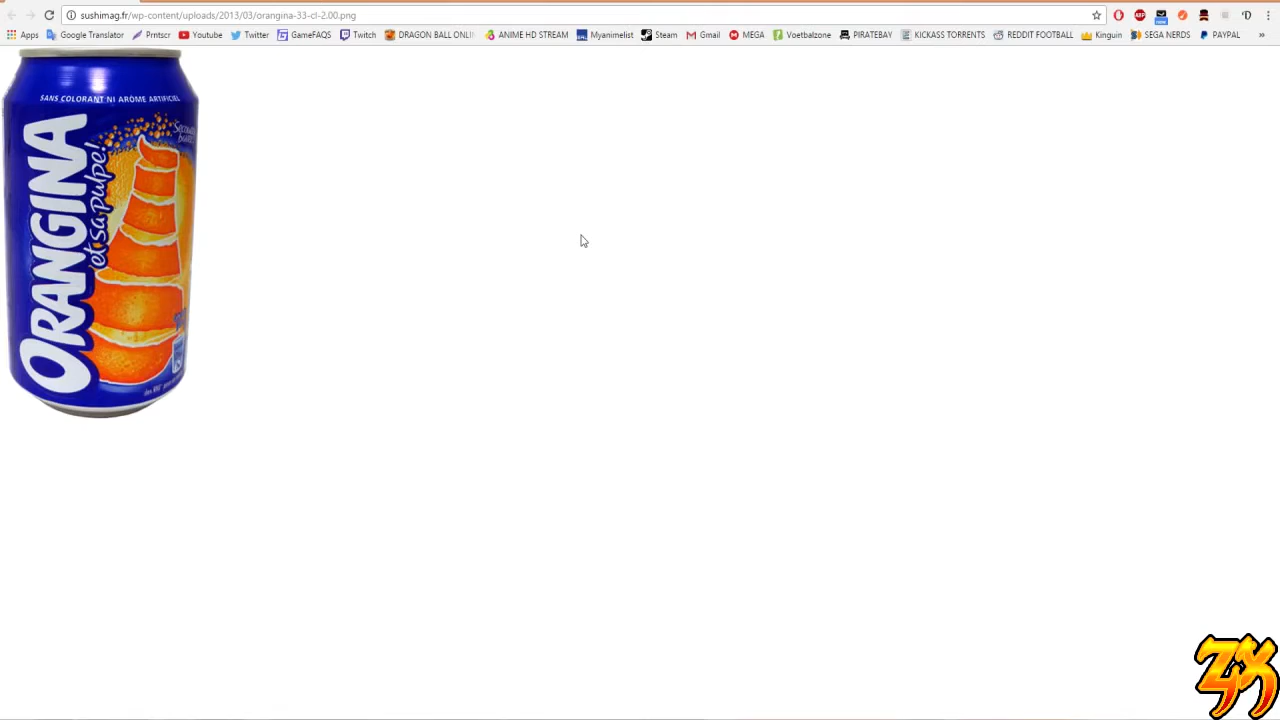 sushimag.fr/wp-content/uploads/2013/03/orangina-33-cl-2.00.png
Apps Google Translator Prntscr Youtube Twitter GameFAQS Twitch DRAGON BALL ONLI ANIME HD STREAM Myanimelist Steam Gmail MEGA Voetbalzone PIRATEBAY KICKASS TORRENTS REDDIT FOOTBALL Kinguin SEGA NERDS PAYPAL »
SANS COLORANT NI ARÔME ARTIFICIEL
ORANGINA
et sa pulpe!
ZX